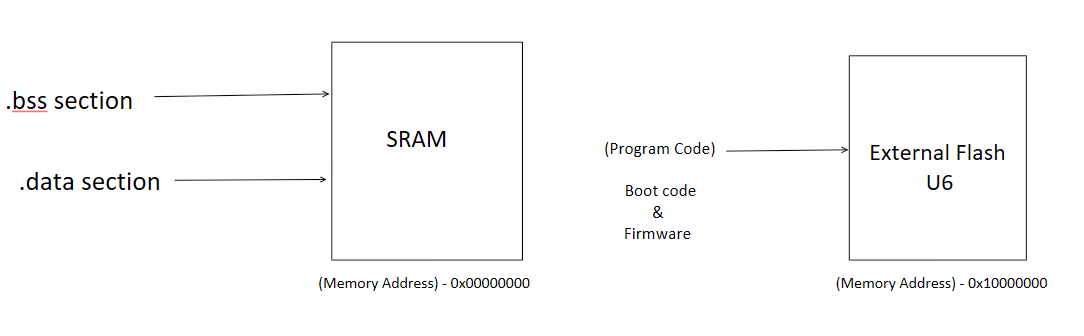 .bss section
.data section
SRAM
(Memory Address) - 0x00000000
(Program Code)
Boot code
&
Firmware
External Flash
U6
(Memory Address) - 0x10000000